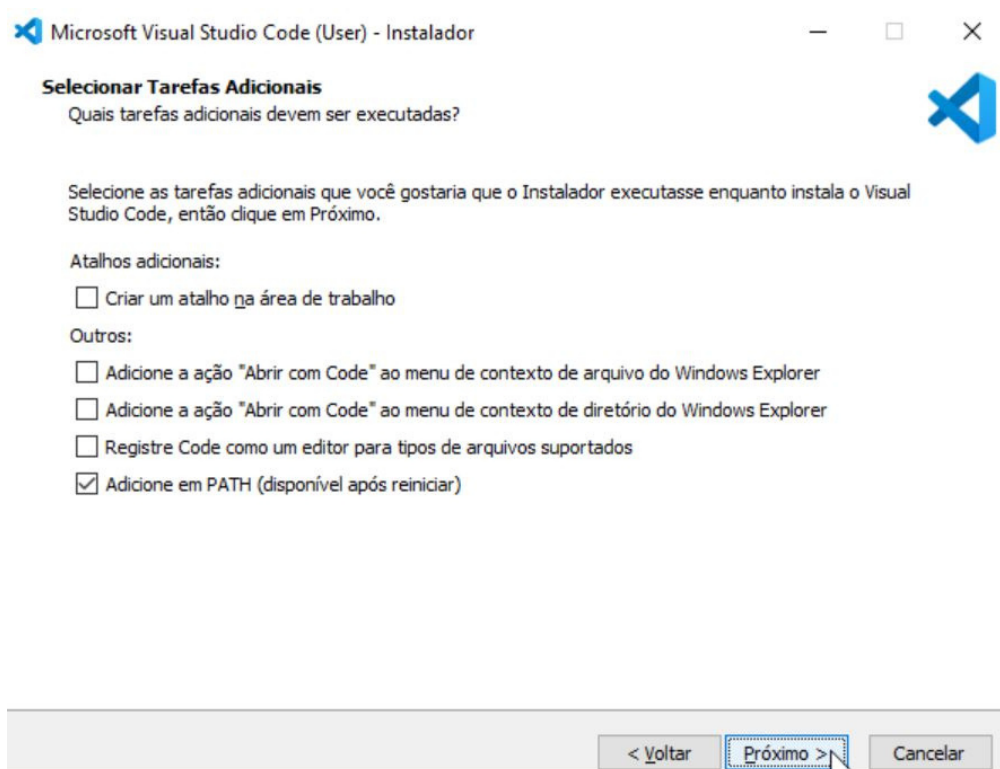 Microsoft Visual Studio Code (User) - Instalador
Selecionar Tarefas Adicionais
Quais tarefas adicionais devem ser executadas?
Selecione as tarefas adicionais que você gostaria que o Instalador executasse enquanto instala o Visual
Studio Code, então clique em Próximo.
Atalhos adicionais:
Criar um atalho na área de trabalho
Outros:
Adicione a ação "Abrir com Code" ao menu de contexto de arquivo do Windows Explorer
Adicione a ação "Abrir com Code" ao menu de contexto de diretório do Windows Explorer
Registre Code como um editor para tipos de arquivos suportados
Adicione em PATH (disponível após reiniciar)
< Voltar Próximo > Cancelar